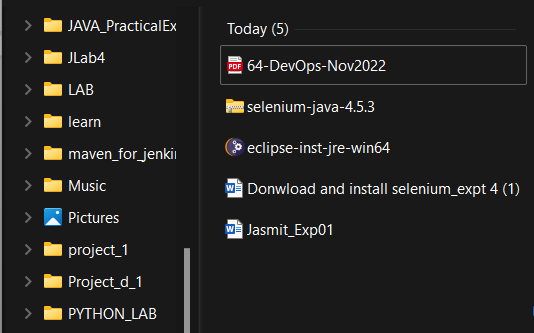 JAVA_PracticalEx
JLab4
LAB
learn
maven_for_jenkin
Music
Pictures
project_1
Project_d_1
PYTHON_LAB
Today (5)
64-DevOps-Nov2022
selenium-java-4.5.3
eclipse-inst-jre-win64
Donwload and install selenium_expt 4 (1)
Jasmit_Exp01